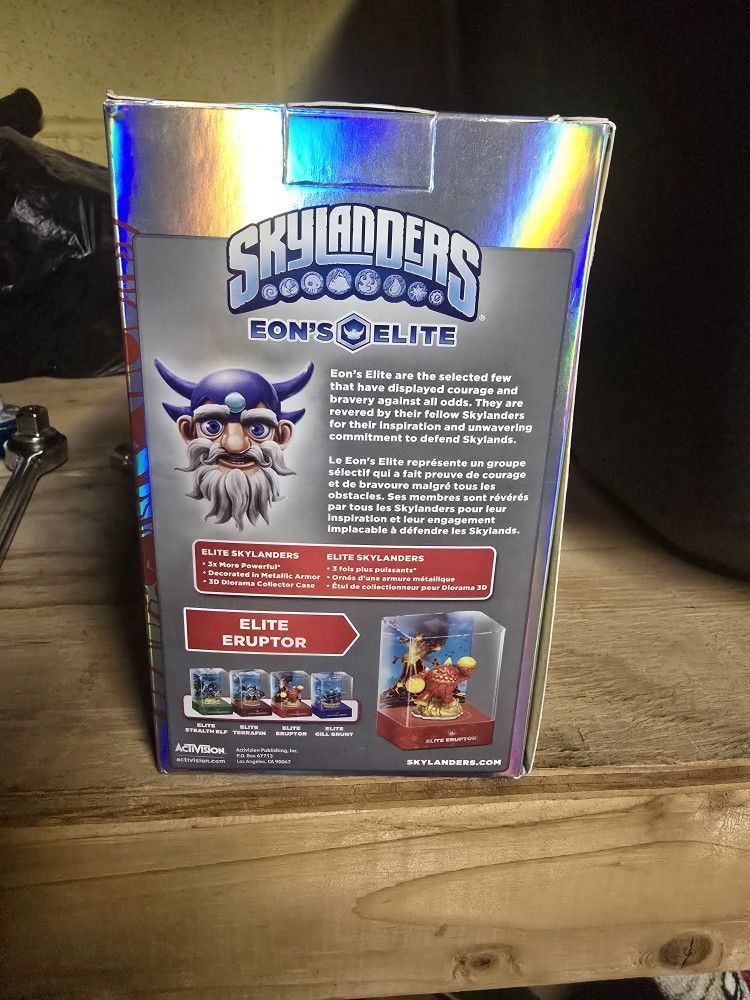 SKYLANDERS
EON'S ELITE
Eon's Elite are the selected few
that have displayed courage and
bravery against all odds. They are
revered by their fellow Skylanders
for their inspiration and unwavering
commitment to defend Skylands.
Le Eon's Elite représente un groupe
sélectif qui a fait preuve de courage
et de bravoure malgré tous les
obstacles. Ses membres sont révérés
par tous les Skylanders pour leur
inspiration et leur engagement
implacable à défendre les Skylands.
ELITE SKYLANDERS
• 3x More Powerful*
• Decorated in Metallic Armor
• 3D Diorama Collector Case
ELITE SKYLANDERS
• 3 fois plus puissants*
• Ornés d'une armure métallique
• Étui de collectionneur pour Diorama 3D
ELITE
ERUPTOR
ELITE
STEALTH ELF
ELITE
TERRAFIN
ELITE
ERUPTOR
ELITE
GILL GRUNT
ELITE ERUPTOR
ACTIVISION
activision.com
Activision Publishing, Inc.
P.O. Box 67713
Los Angeles, CA 90067
SKYLANDERS.COM